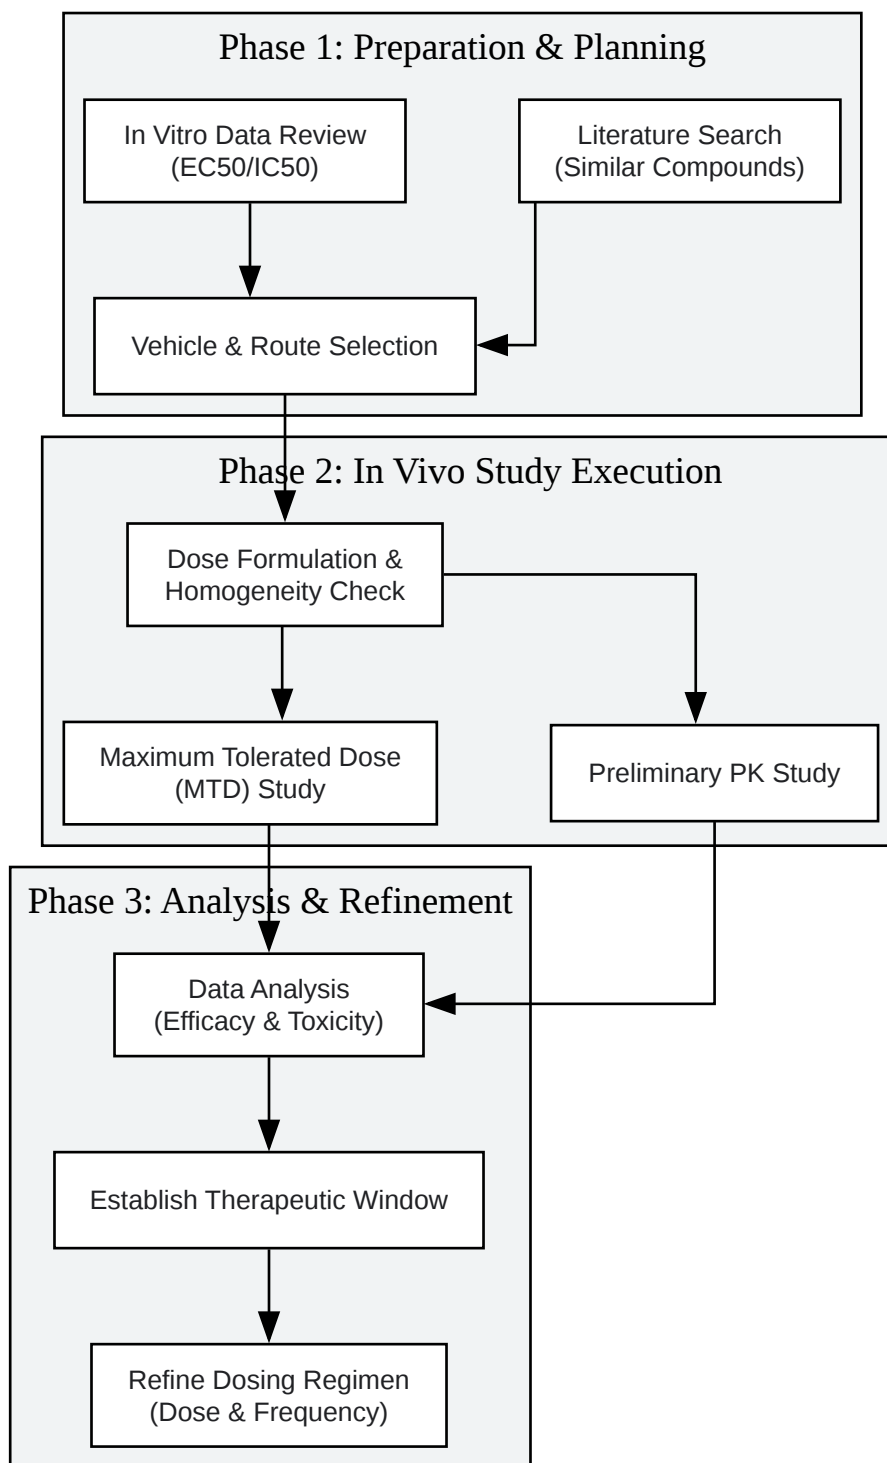 Phase 1: Preparation & Planning
In Vitro Data Review
(EC50/IC50)
Literature Search
(Similar Compounds)
Vehicle & Route Selection
Phase 2: In Vivo Study Execution
Dose Formulation &
Homogeneity Check
Maximum Tolerated Dose
(MTD) Study
Preliminary PK Study
Phase 3: Analysis & Refinement
Data Analysis
(Efficacy & Toxicity)
Establish Therapeutic Window
Refine Dosing Regimen
(Dose & Frequency)